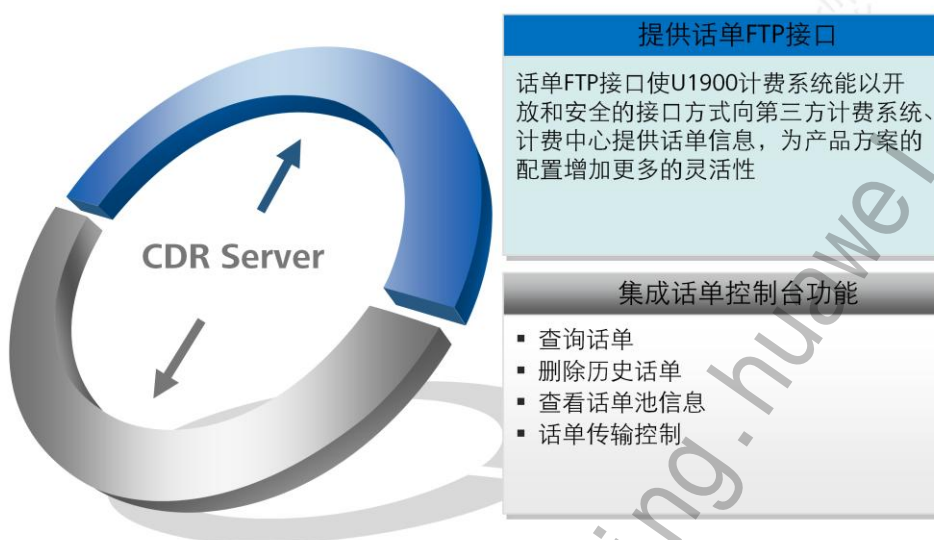 提供话单FTP接口
话单FTP接口使U1900计费系统能以开
放和安全的接口方式向第三方计费系统、
计费中心提供话单信息，为产品方案的
配置增加更多的灵活性
CDR Server
集成话单控制台功能
▪ 查询话单
▪ 删除历史话单
▪ 查看话单池信息
▪ 话单传输控制
ing.huawei